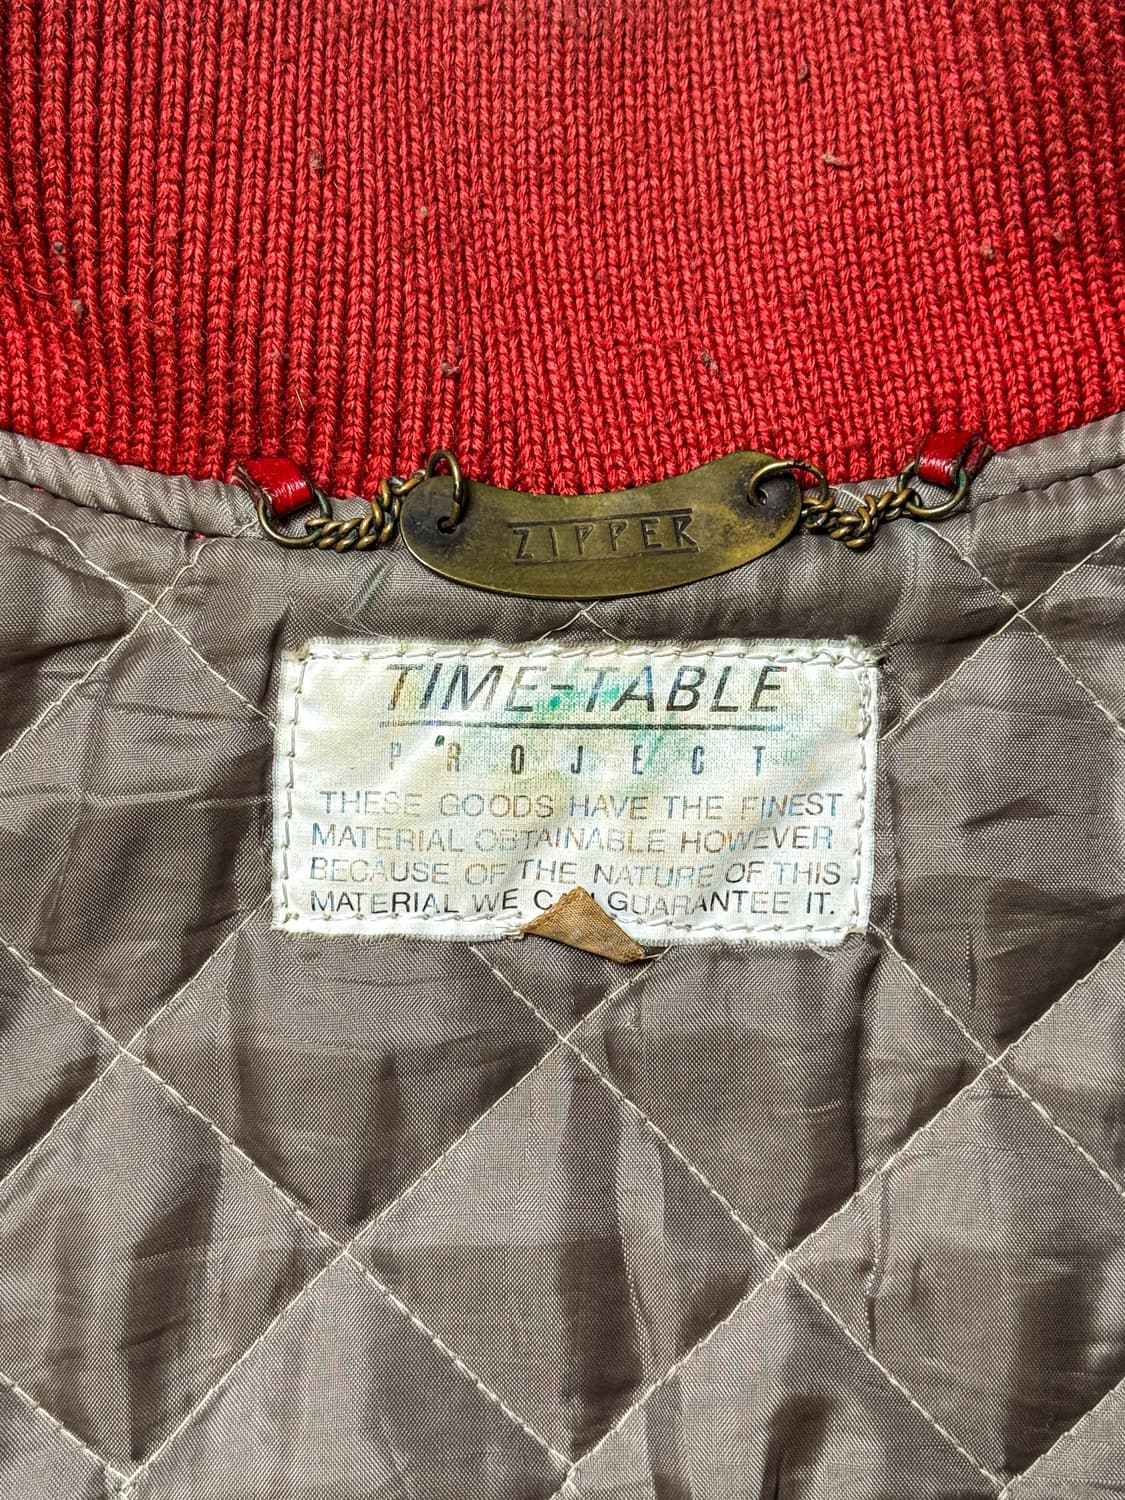 ZIPPER
TIME-TABLE
PROJECT
THESE GOODS HAVE THE FINEST
MATERIAL OBTAINABLE HOWEVER
BECAUSE OF THE NATURE OF THIS
MATERIAL WE GUARANTEE IT.